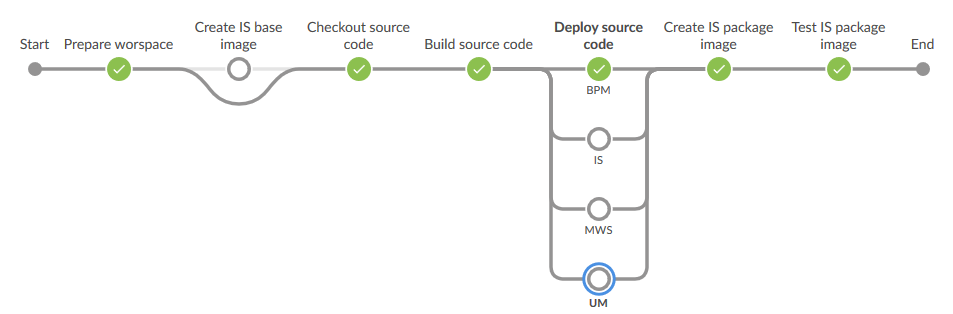 Start
Prepare worspace
Create IS base
image
Checkout source
code
Build source code
Deploy source
code
Create IS package
image
Test IS package
image
End
BPM
IS
MWS
UM